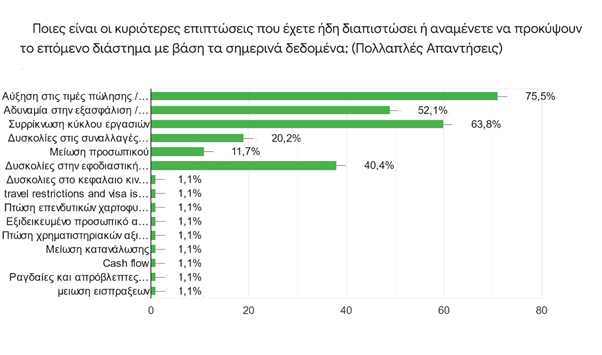 Ποιες είναι οι κυριότερες επιπτώσεις που έχετε ήδη διαπιστώσει ή αναμένετε να προκύψουν
το επόμενο διάστημα με βάση τα σημερινά δεδομένα; (Πολλαπλές Απαντήσεις)
Αύξηση στις τιμές πώλησης /… 75,5%
Αδυναμία στην εξασφάλιση /… 52,1%
Συρρίκνωση κύκλου εργασιών 63,8%
Δυσκολίες στις συναλλαγές… 20,2%
Μείωση προσωπικού 11,7%
Δυσκολίες στην εφοδιαστική… 40,4%
Δυσκολιες στο κεφαλαιο κιν… 1,1%
travel restrictions and visa is… 1,1%
Πτώση επενδυτικών χαρτοφυ… 1,1%
Εξιδεικευμένο προσωπικό α… 1,1%
Πτώση χρηματιστηριακών αξι… 1,1%
Μείωση κατανάλωσης 1,1%
Cash flow 1,1%
Ραγδαίες και απρόβλεπτες… 1,1%
μειωση εισπραξεων 1,1%
0 20 40 60 80